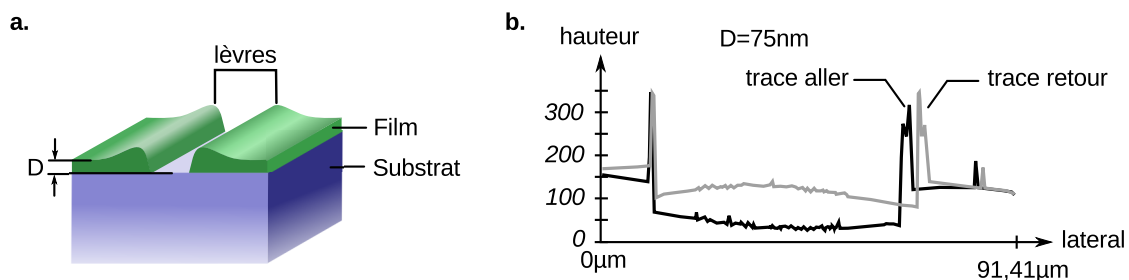 a.
lèvres
Film
Substrat
D
b.
hauteur
D=75nm
trace aller
trace retour
300
200
100
0
0µm
lateral
91,41µm